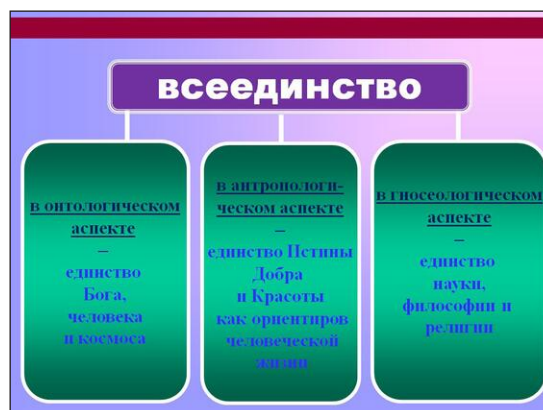 всеединство
в онтологическом
аспекте
–
единство
Бога,
человека
и космоса
в антропологи-
ческом аспекте
–
единство Истины
Добра
и Красоты
как ориентиров
человеческой
жизни
в гносеологическом
аспекте
–
единство
науки,
философии и
религии